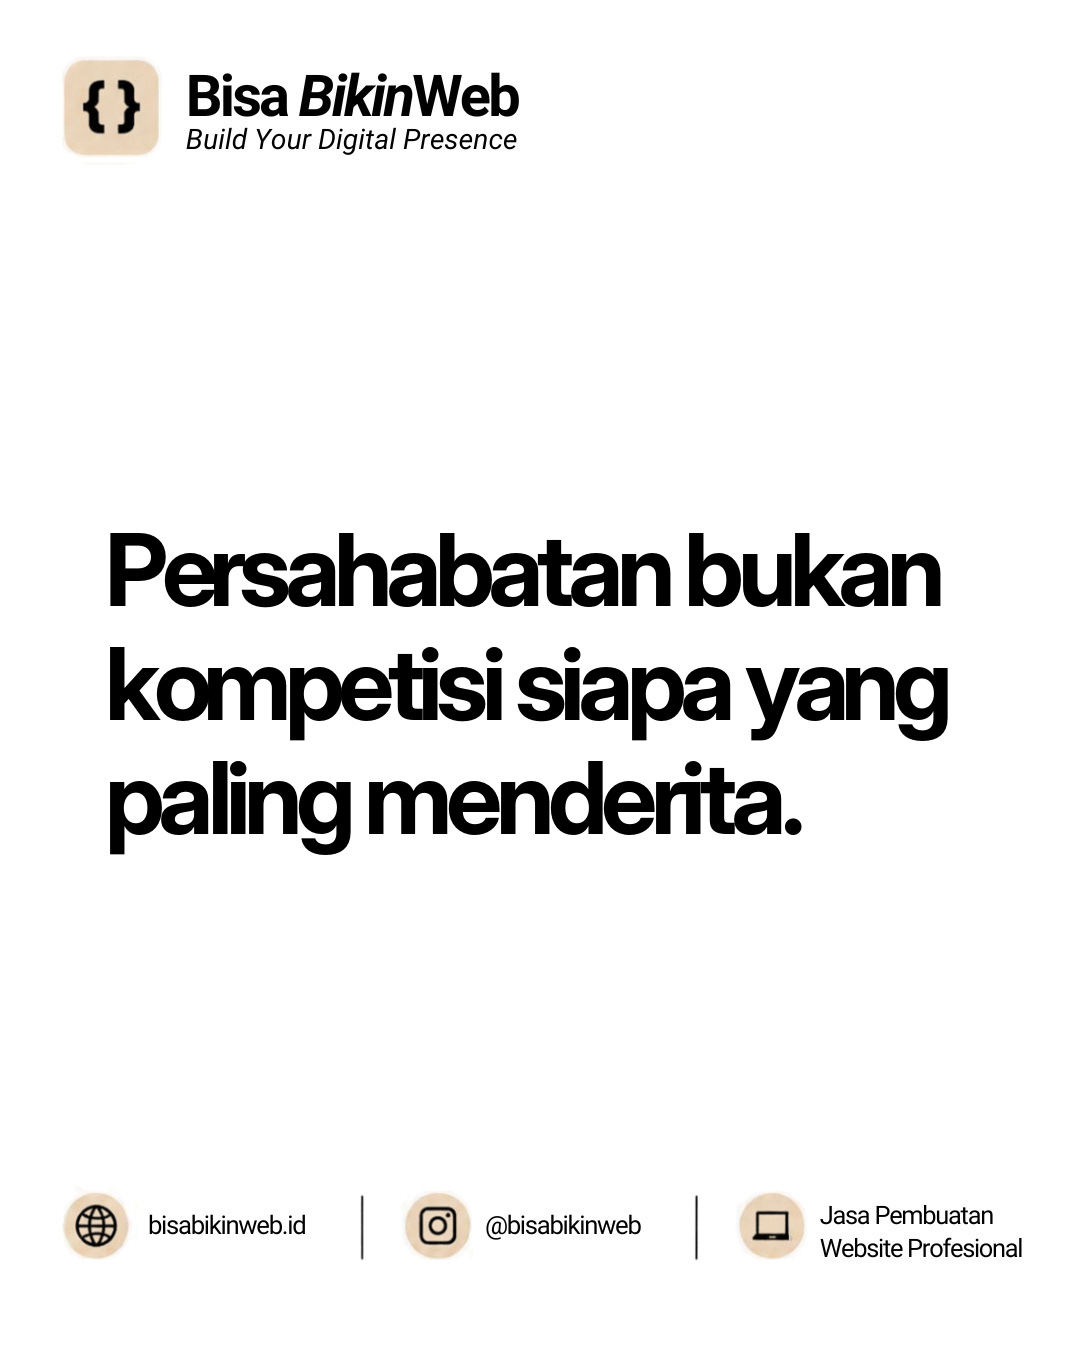 { }
Bisa BikinWeb
Build Your Digital Presence
Persahabatan bukan
kompetisi siapa yang
paling menderita.
bisabikinweb.id
@bisabikinweb
Jasa Pembuatan
Website Profesional